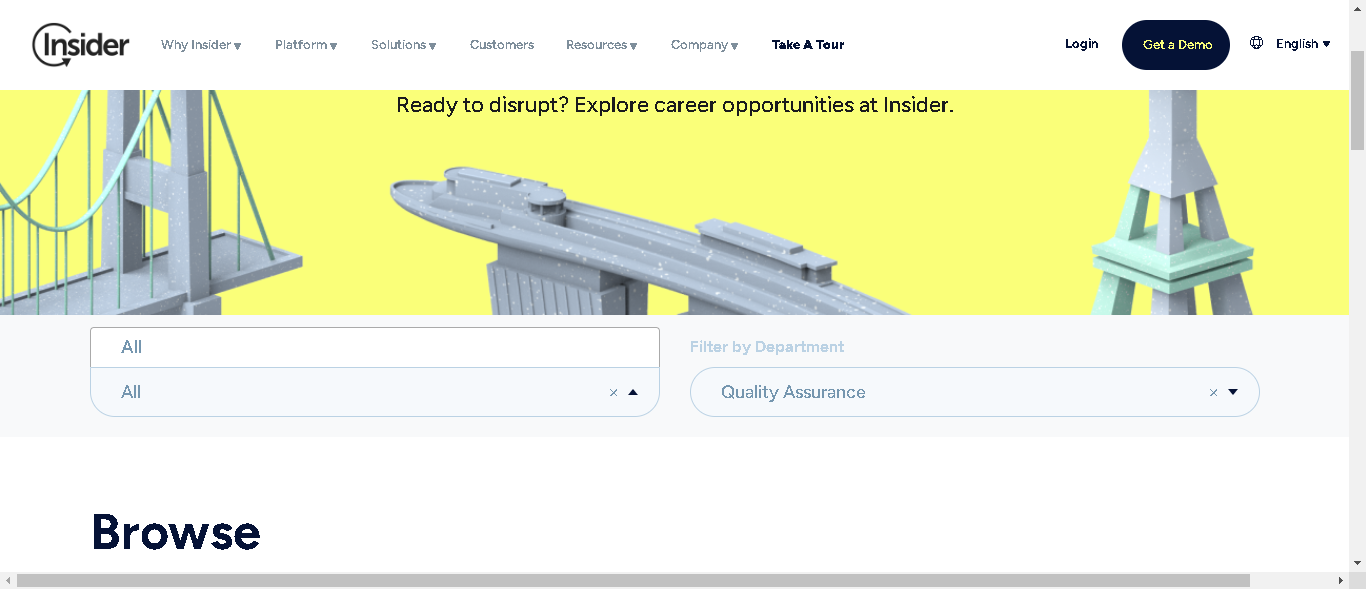 Insider
Why Insider ▾ Platform ▾ Solutions ▾ Customers Resources ▾ Company ▾ Take A Tour Login Get a Demo English ▾
Ready to disrupt? Explore career opportunities at Insider.
All Filter by Department
All × Quality Assurance ×
Browse